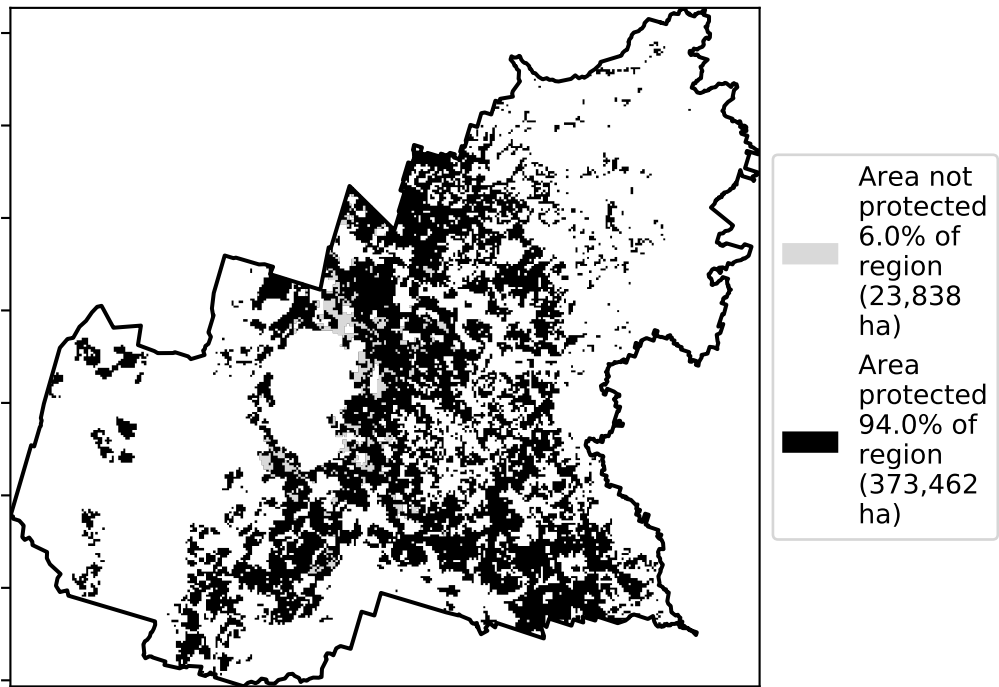 Area not
protected
6.0% of
region
(23,838
ha)
Area
protected
94.0% of
region
(373,462
ha)